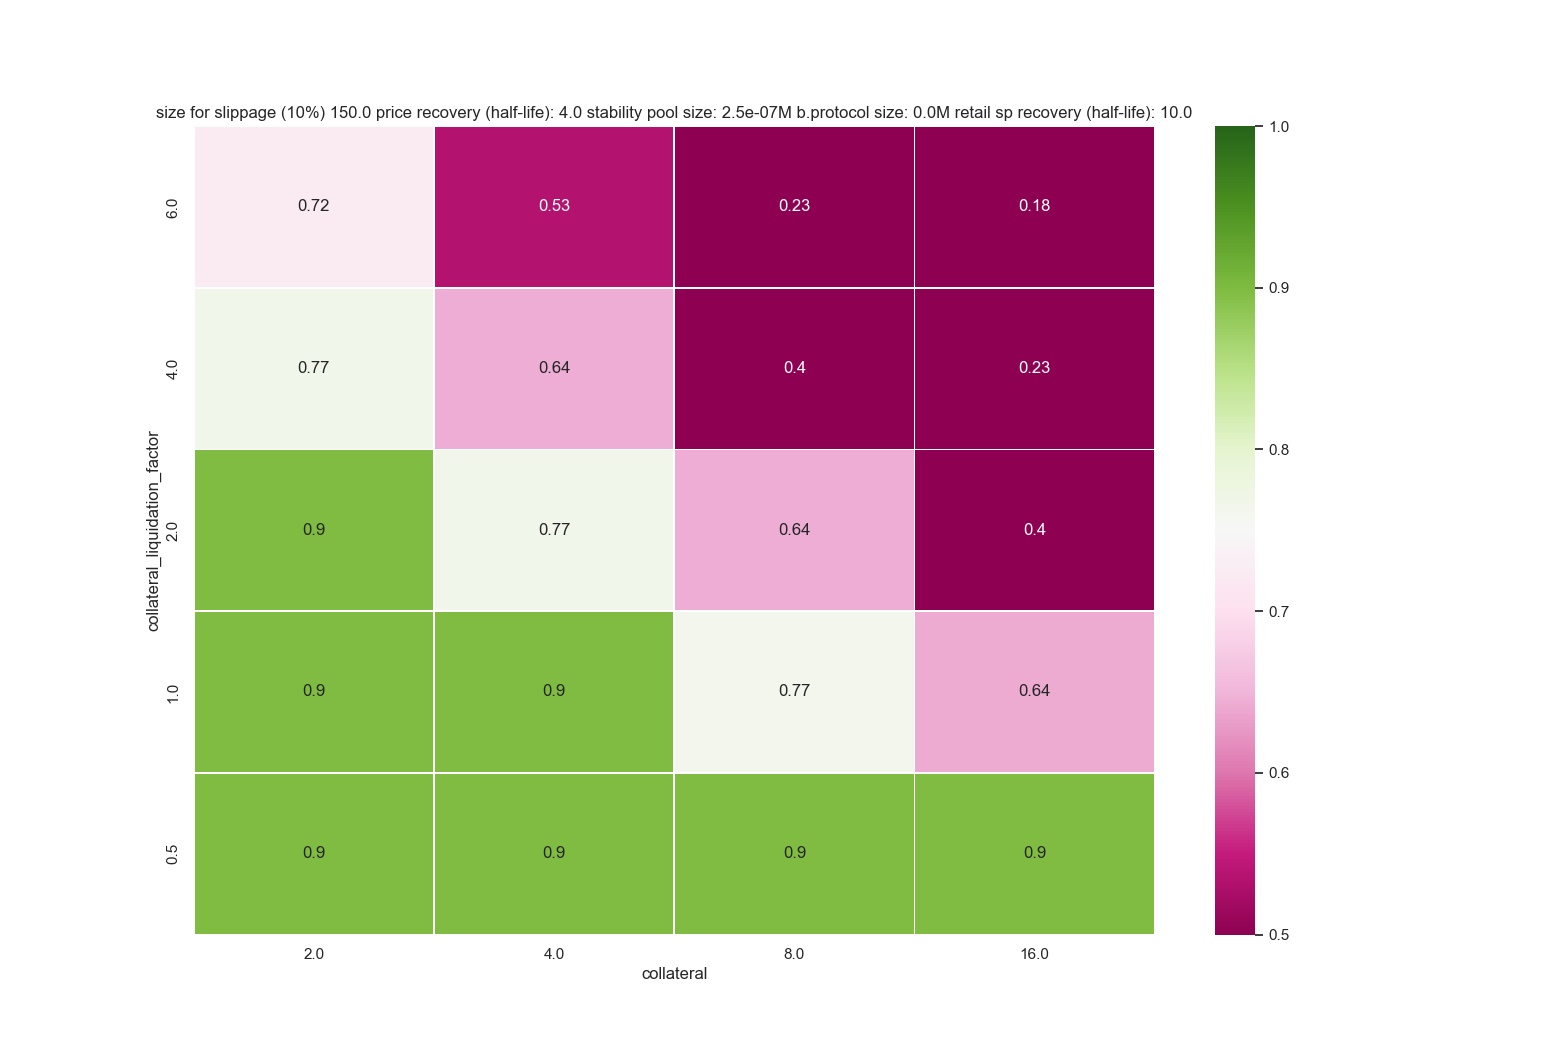 size for slippage (10%) 150.0 price recovery (half-life): 4.0 stability pool size: 2.5e-07M b.protocol size: 0.0M retail sp recovery (half-life): 10.0
collateral_liquidation_factor
6.0 0.72 0.53 0.23 0.18
4.0 0.77 0.64 0.4 0.23
2.0 0.9 0.77 0.64 0.4
1.0 0.9 0.9 0.77 0.64
0.5 0.9 0.9 0.9 0.9
2.0 4.0 8.0 16.0
collateral
1.0
0.9
0.8
0.7
0.6
0.5